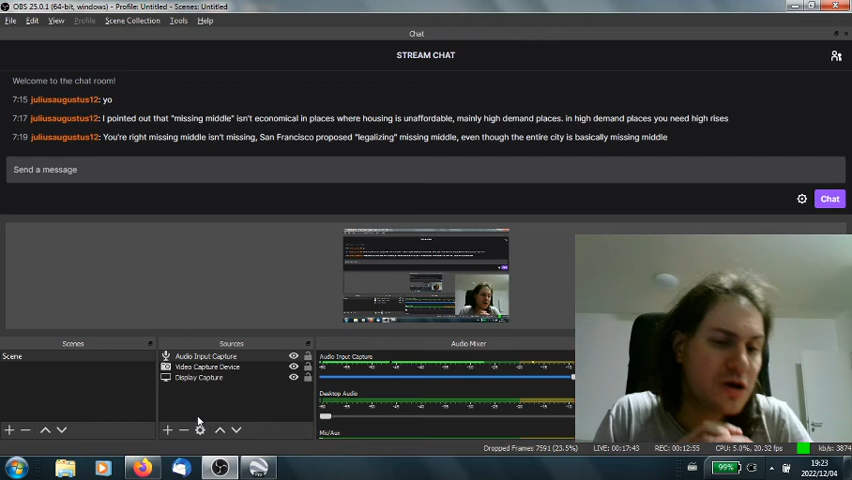 OBS 25.0.1 (64-bit, windows) - Profile: Untitled - Scenes: Untitled
File Edit View Profile Scene Collection Tools Help
Chat
STREAM CHAT
Welcome to the chat room!
7:15 juliusaugustus12: yo
7:17 juliusaugustus12: I pointed out that "missing middle" isn't economical in places where housing is unaffordable, mainly high demand places. in high demand places you need high rises
7:19 juliusaugustus12: You're right missing middle isn't missing, San Francisco proposed "legalizing" missing middle, even though the entire city is basically missing middle
Send a message
Chat
Scenes Sources Audio Mixer
Scene
Audio Input Capture
Video Capture Device
Display Capture
Audio Input Capture
Desktop Audio
Mic/Aux
Dropped Frames 7591 (23.5%) LIVE: 00:17:43 REC: 00:12:55 CPU: 5.0%, 20.32 fps kb/s: 3874
99% 19:23
2022/12/04